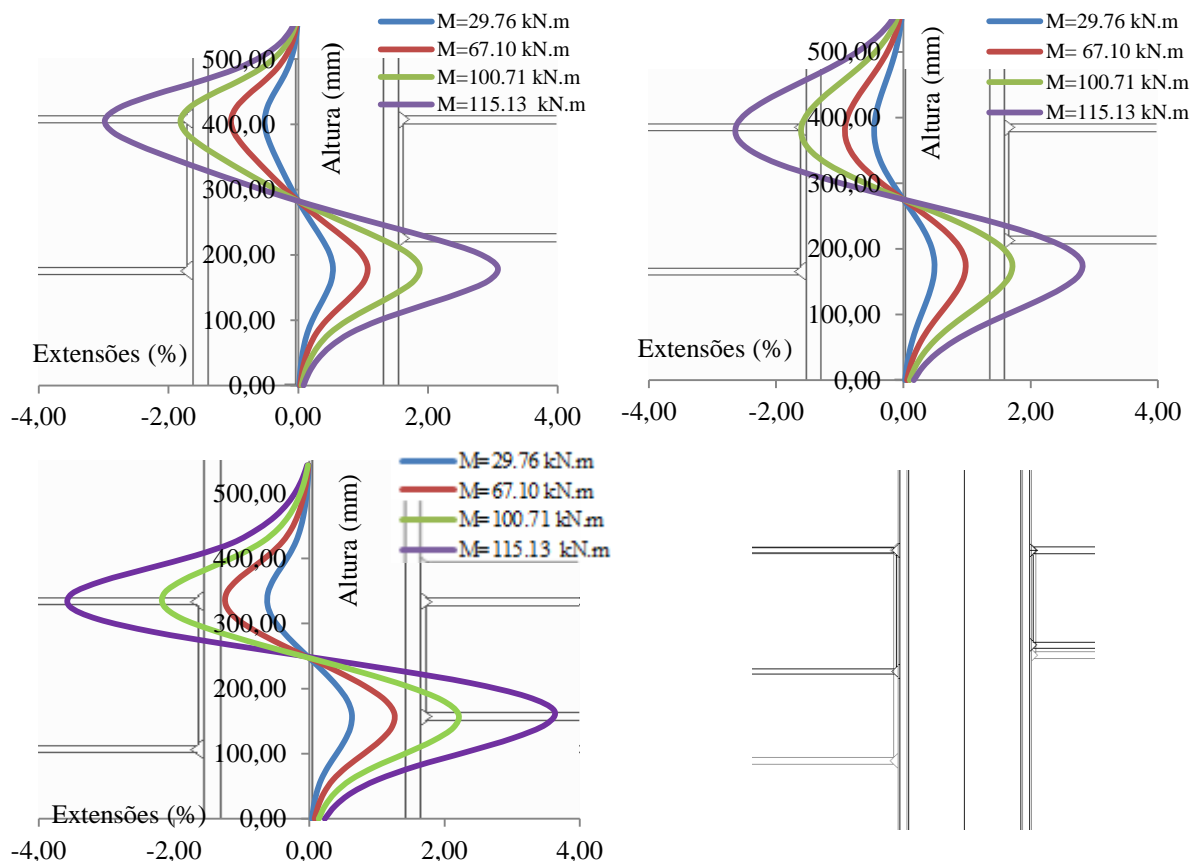 M=29.76 kN.m
M=67.10 kN.m
M=100.71 kN.m
M=115.13 kN.m
Altura (mm)
500,00
400,00
300,00
200,00
100,00
0,00
Extensões (%)
-4,00 -2,00 0,00 2,00 4,00
M=29.76 kN.m
M= 67.10 kN.m
M=100.71 kN.m
M=115.13 kN.m
Altura (mm)
500,00
400,00
300,00
200,00
100,00
0,00
Extensões (%)
-4,00 -2,00 0,00 2,00 4,00
M=29.76 kN.m
M=67.10 kN.m
M=100.71 kN.m
M=115.13 kN.m
Altura (mm)
500,00
400,00
300,00
200,00
100,00
0,00
Extensões (%)
-4,00 -2,00 0,00 2,00 4,00